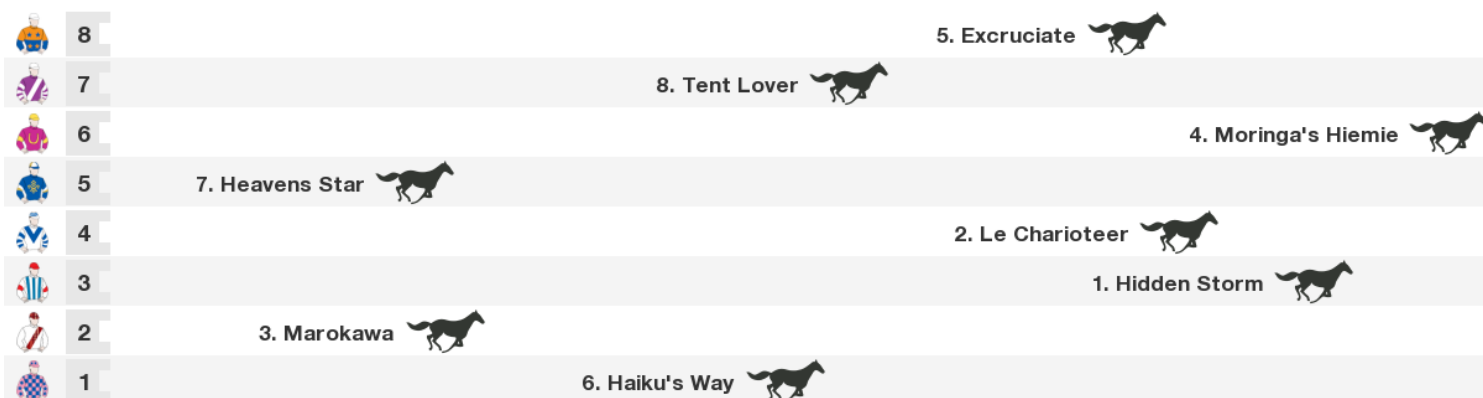 8 5. Excruciate
7 8. Tent Lover
6 4. Moringa's Hiemie
5 7. Heavens Star
4 2. Le Charioteer
3 1. Hidden Storm
2 3. Marokawa
1 6. Haiku's Way